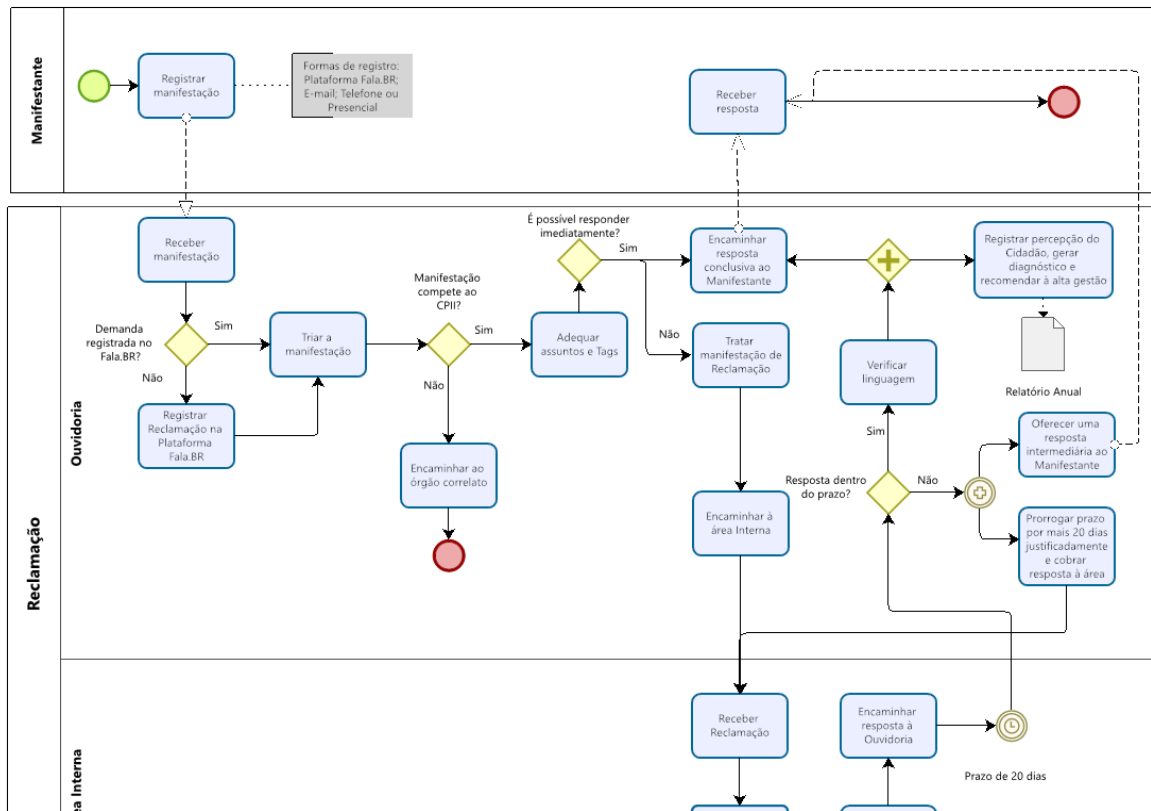 Manifestante
Registrar
manifestação
Formas de registro:
Plataforma Fala.BR;
E-mail; Telefone ou
Presencial
Receber
resposta
Reclamação
Ouvidoria
Receber
manifestação
Demanda
registrada no
Fala.BR?
Sim
Não
Registrar
Reclamação na
Plataforma
Fala.BR
Triar a
manifestação
Manifestação
compete ao
CPII?
Sim
Não
Encaminhar ao
órgão correlato
Adequar
assuntos e Tags
É possível responder
imediatamente?
Sim
Não
Encaminhar
resposta
conclusiva ao
Manifestante
Tratar
manifestação de
Reclamação
Encaminhar à
área Interna
Registrar percepção do
Cidadão, gerar
diagnóstico e
recomendar à alta gestão
Relatório Anual
Verificar
linguagem
Sim
Resposta dentro
do prazo?
Não
Oferecer uma
resposta
intermediária ao
Manifestante
Prorrogar prazo
por mais 20 dias
justificadamente
e cobrar
resposta à área
ea Interna
Receber
Reclamação
Encaminhar
resposta à
Ouvidoria
Prazo de 20 dias